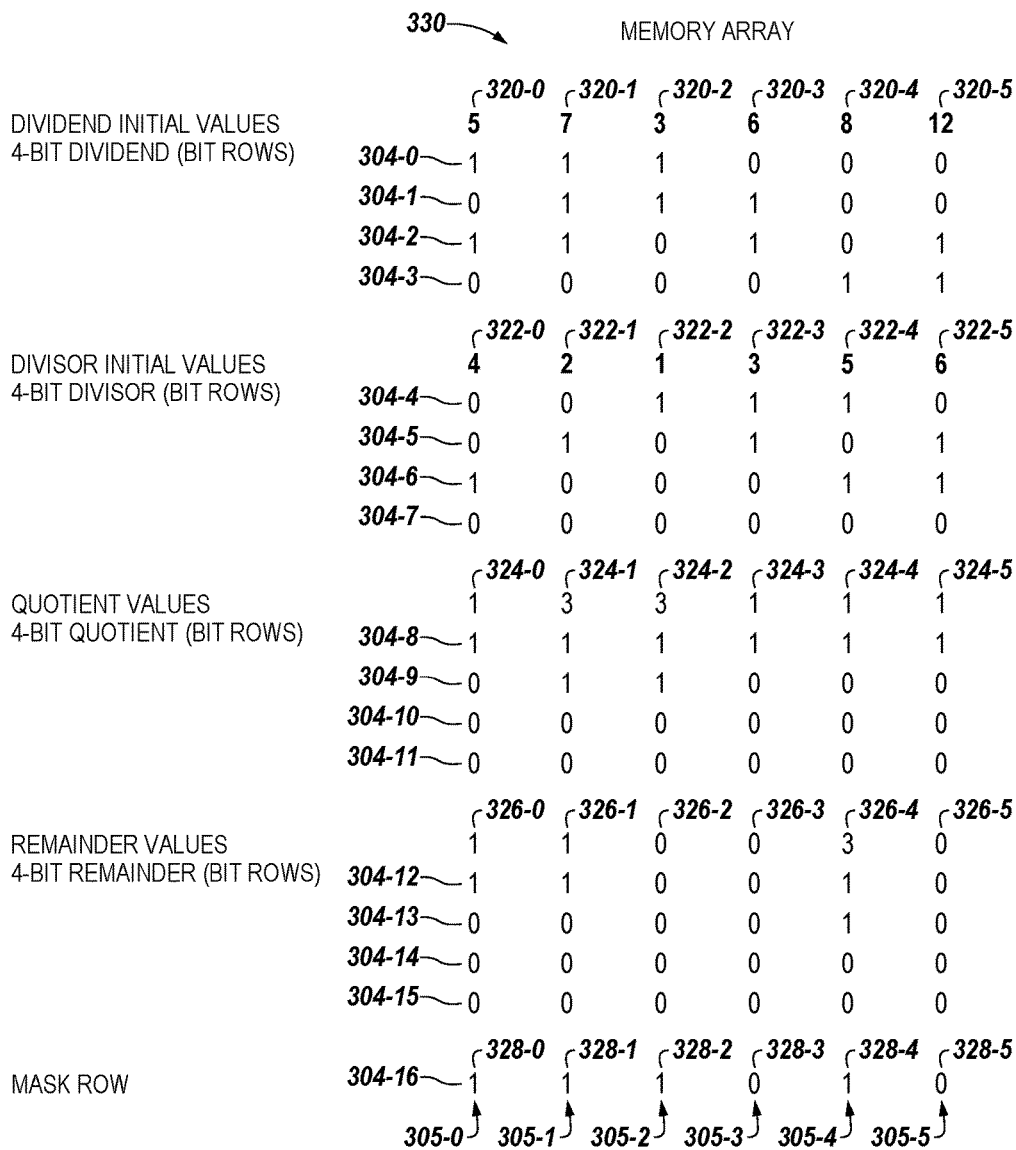 330 MEMORY ARRAY
320-0 320-1 320-2 320-3 320-4 320-5
DIVIDEND INITIAL VALUES 5 7 3 6 8 12
4-BIT DIVIDEND (BIT ROWS)
304-0 1 1 1 0 0 0
304-1 0 1 1 1 0 0
304-2 1 1 0 1 0 1
304-3 0 0 0 0 1 1
322-0 322-1 322-2 322-3 322-4 322-5
DIVISOR INITIAL VALUES 4 2 1 3 5 6
4-BIT DIVISOR (BIT ROWS)
304-4 0 0 1 1 1 0
304-5 0 1 0 1 0 1
304-6 1 0 0 0 1 1
304-7 0 0 0 0 0 0
324-0 324-1 324-2 324-3 324-4 324-5
QUOTIENT VALUES 1 3 3 1 1 1
4-BIT QUOTIENT (BIT ROWS)
304-8 1 1 1 1 1 1
304-9 0 1 1 0 0 0
304-10 0 0 0 0 0 0
304-11 0 0 0 0 0 0
326-0 326-1 326-2 326-3 326-4 326-5
REMAINDER VALUES 1 1 0 0 3 0
4-BIT REMAINDER (BIT ROWS)
304-12 1 1 0 0 1 0
304-13 0 0 0 0 1 0
304-14 0 0 0 0 0 0
304-15 0 0 0 0 0 0
328-0 328-1 328-2 328-3 328-4 328-5
MASK ROW 304-16 1 1 1 0 1 0
305-0 305-1 305-2 305-3 305-4 305-5